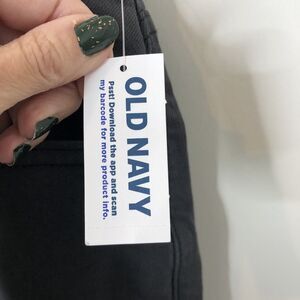 OLD NAVY
Psst! Download the app and scan
my barcode for more product info.